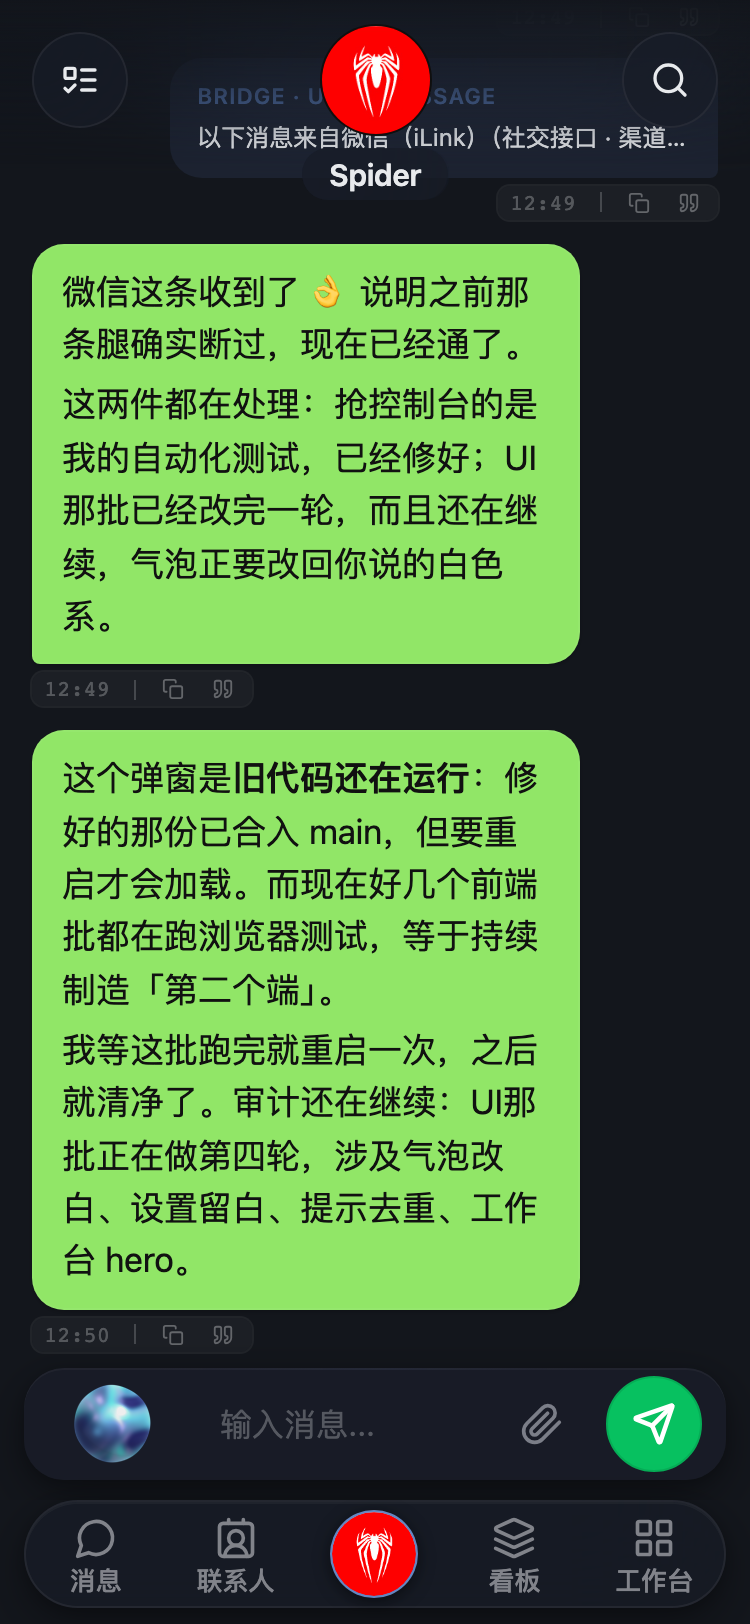 BRIDGE · U SSAGE
以下消息来自微信（iLink）（社交接口 · 渠道...
Spider
12:49
微信这条收到了 👌 说明之前那
条腿确实断过，现在已经通了。
这两件都在处理：抢控制台的是
我的自动化测试，已经修好；UI
那批已经改完一轮，而且还在继
续，气泡正要改回你说的白色
系。
12:49
这个弹窗是旧代码还在运行：修
好的那份已合入 main，但要重
启才会加载。而现在好几个前端
批都在跑浏览器测试，等于持续
制造「第二个端」。
我等这批跑完就重启一次，之后
就清净了。审计还在继续：UI那
批正在做第四轮，涉及气泡改
白、设置留白、提示去重、工作
台 hero。
12:50
输入消息...
消息
联系人
看板
工作台